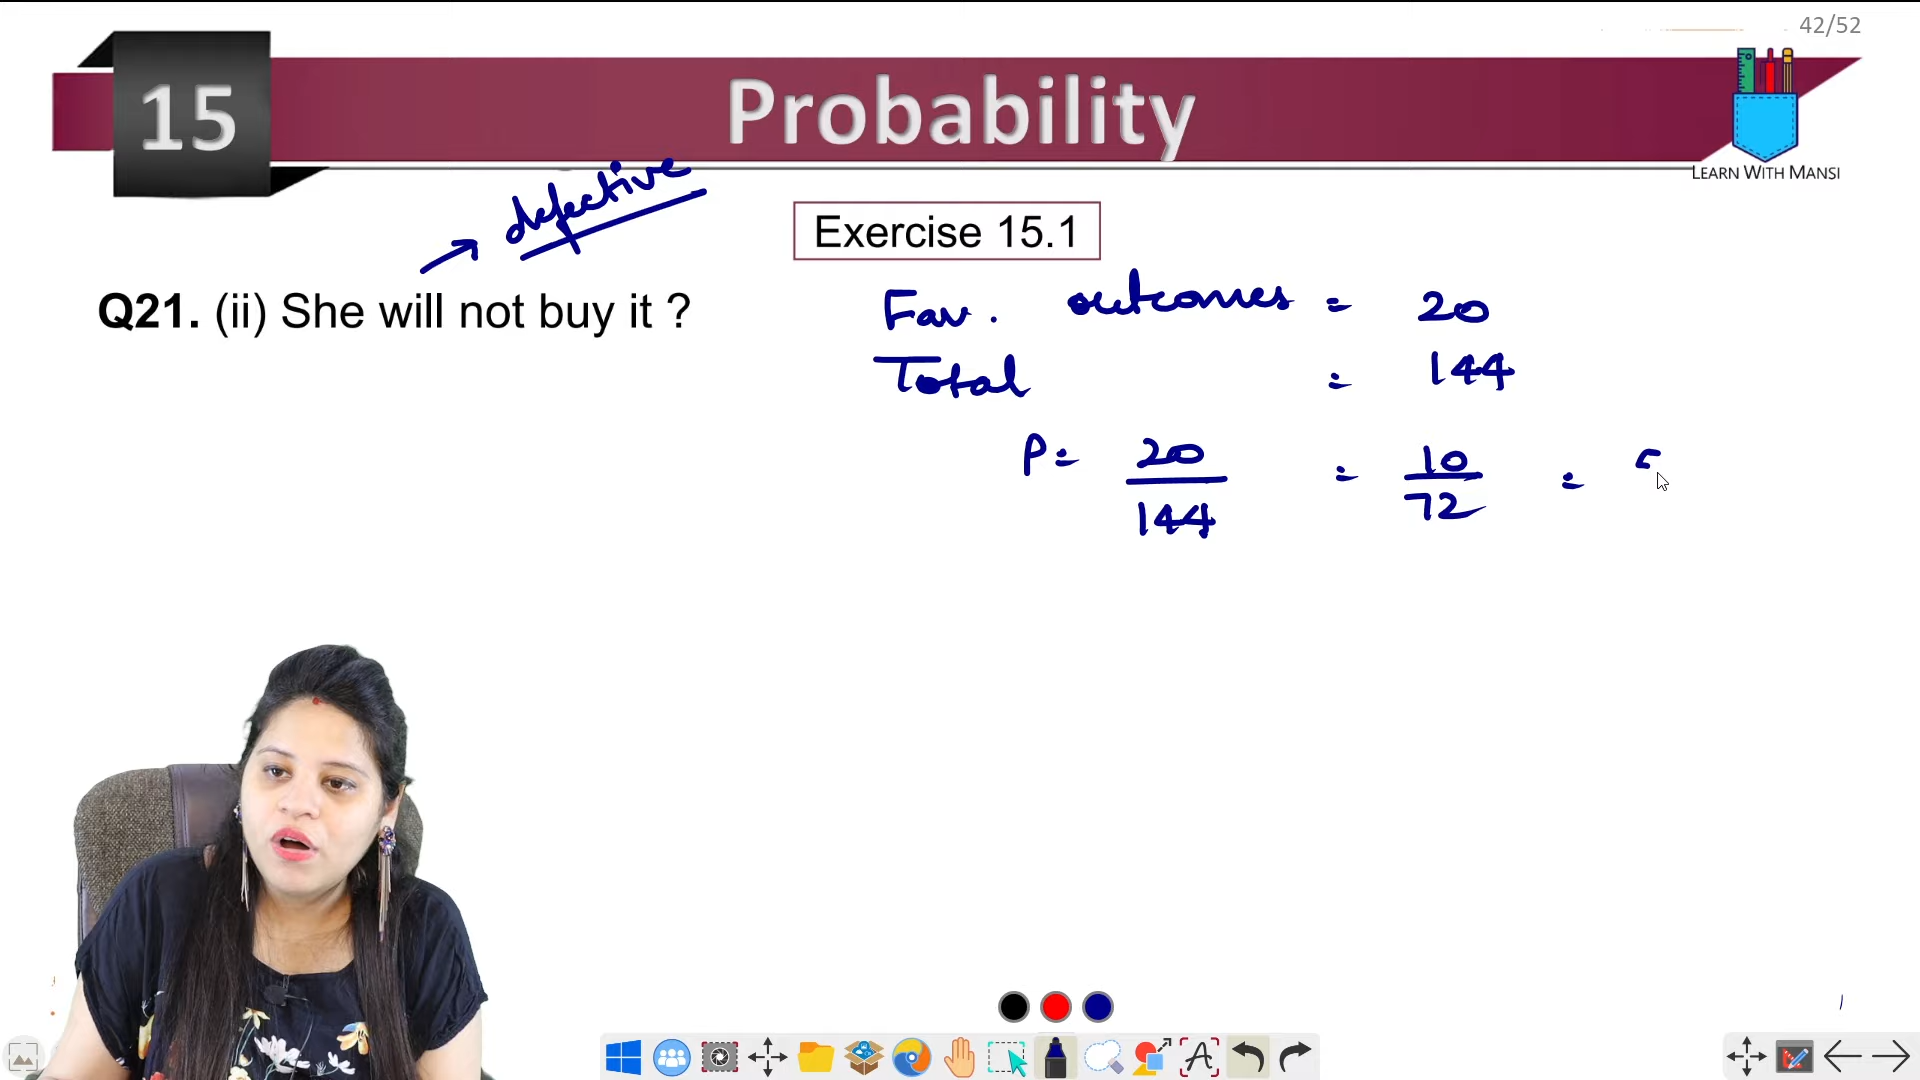 42/52
15
Probability
LEARN WITH MANSI
defective
Exercise 15.1
Q21. (ii) She will not buy it ?
Fav. outcomes = 20
Total = 144
P = 20/144 = 10/72 = 5